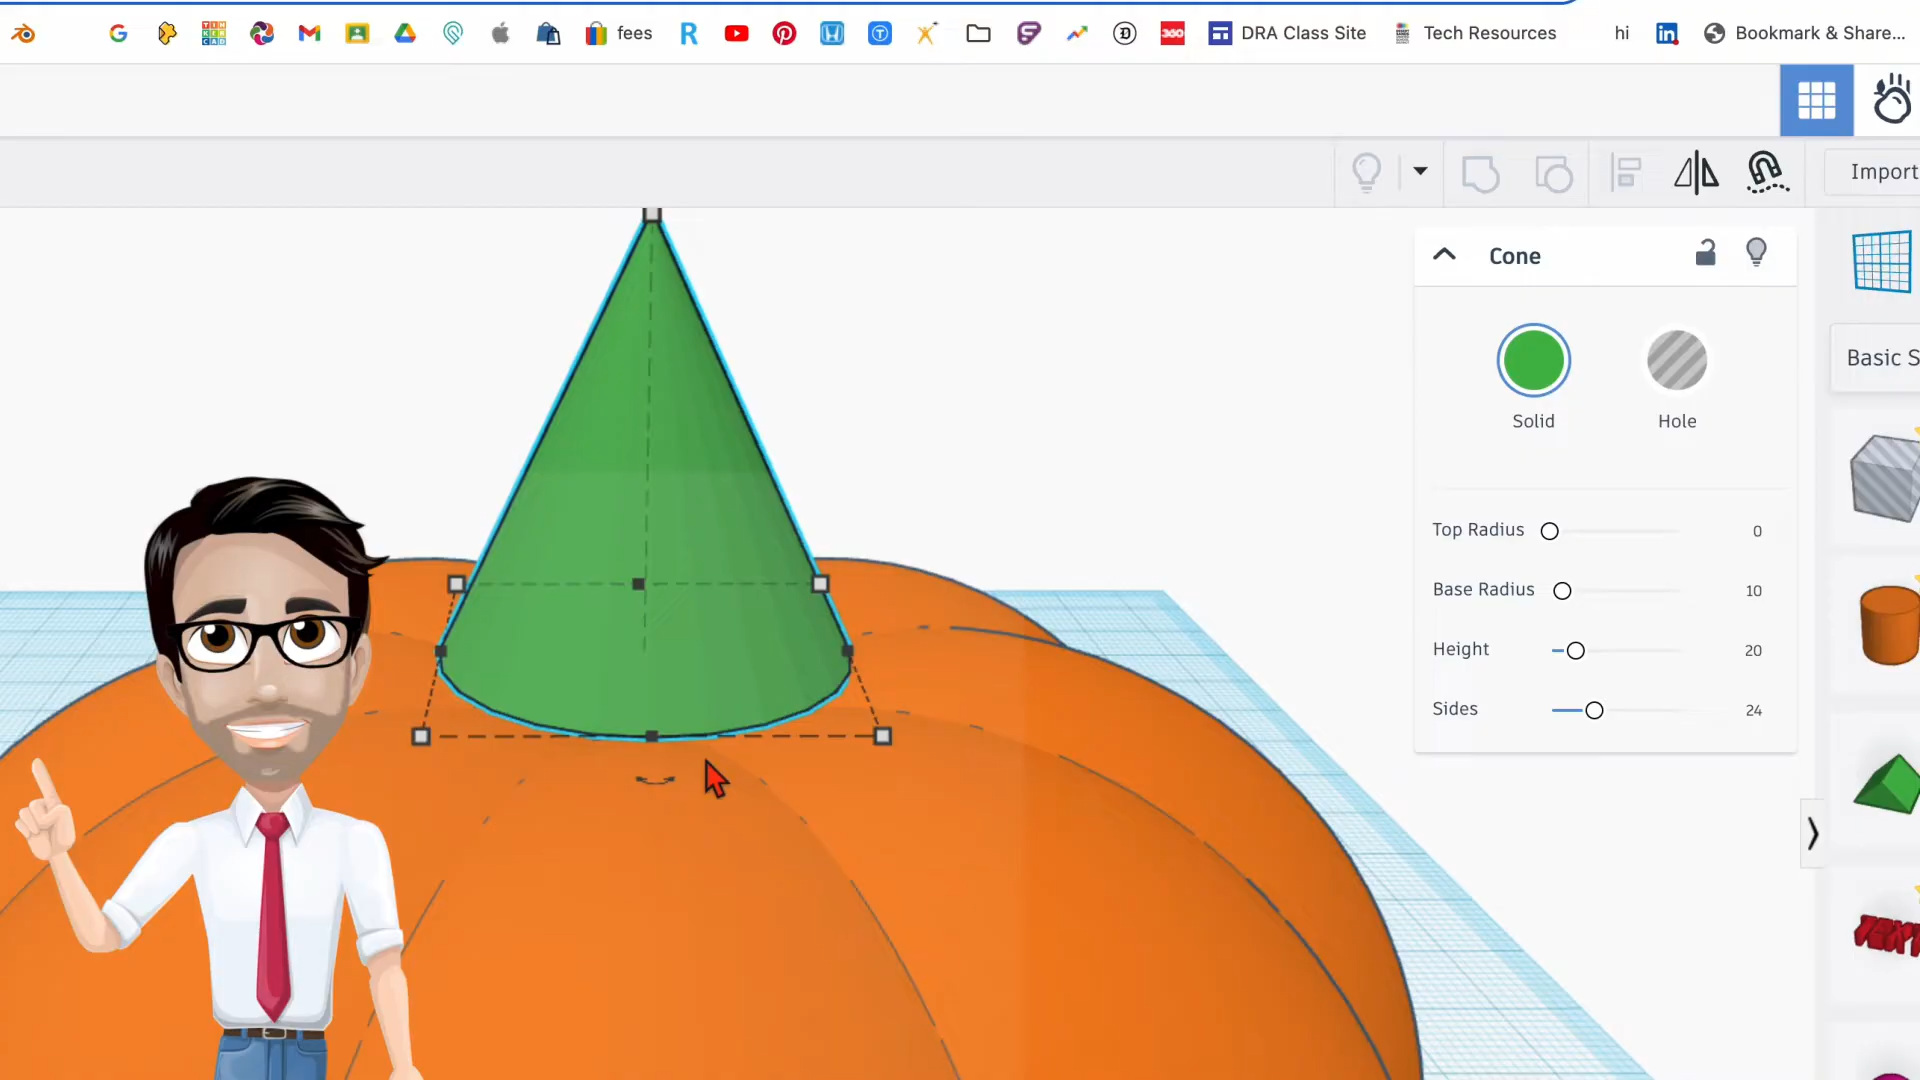 fees
DRA Class Site
Tech Resources
hi
Bookmark & Share...
Import
Cone
Basic S
Solid
Hole
Top Radius 0
Base Radius 10
Height 20
Sides 24
TEXT